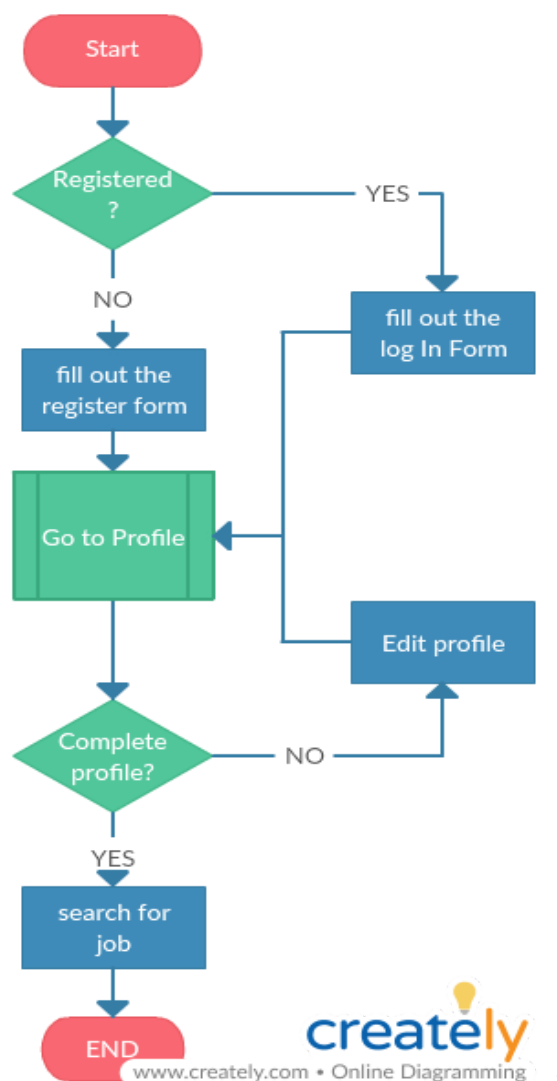 Start
Registered
?
YES
NO
fill out the
log In Form
fill out the
register form
Go to Profile
Edit profile
Complete
profile?
NO
YES
search for
job
END
creately
www.creately.com • Online Diagramming